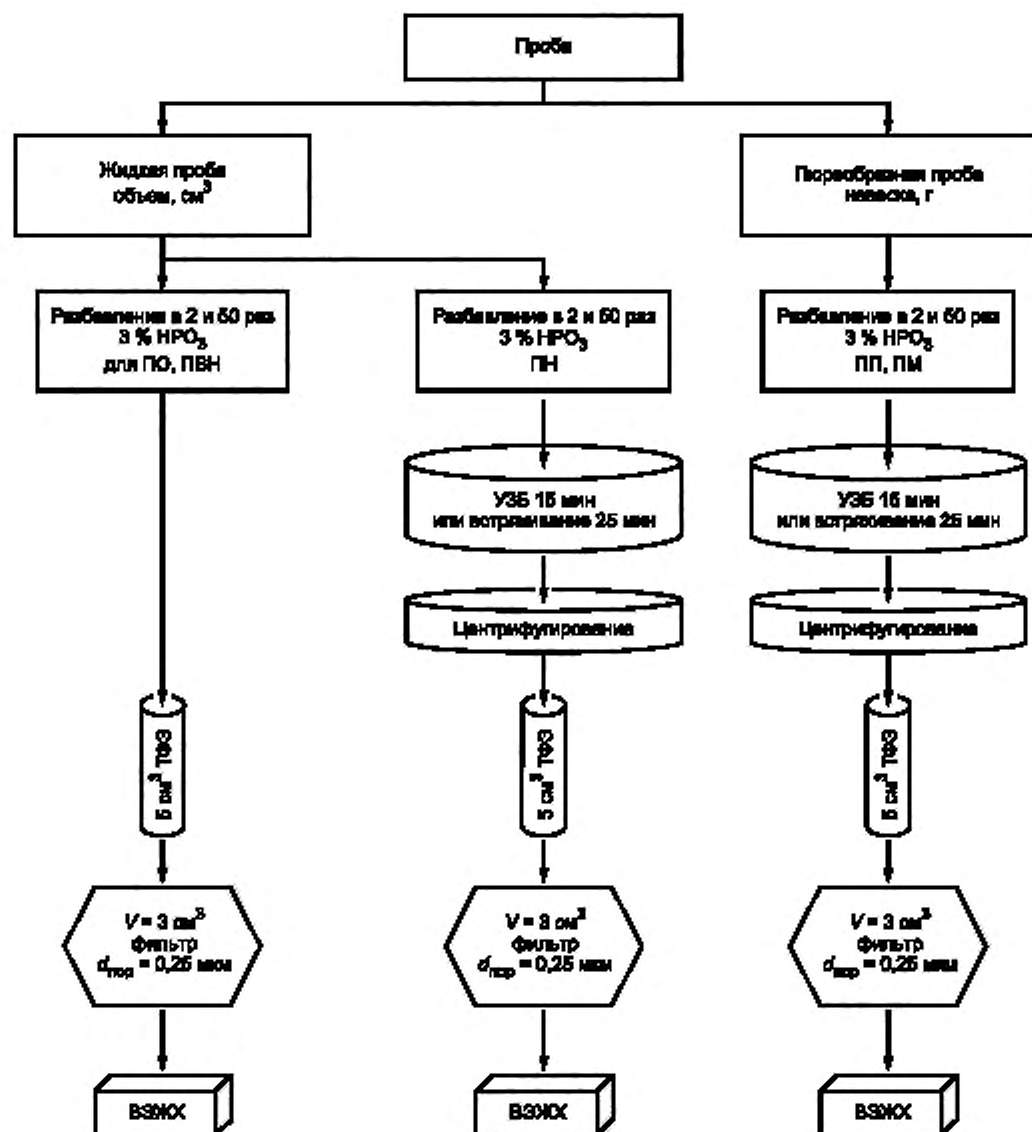 Проба
Жидкая проба
объем, см³
Пюреобразная проба
навеска, г
Разбавление в 2 и 50 раз
3 % HPO₃
для ПО, ПВН
Разбавление в 2 и 50 раз
3 % HPO₃
ПН
Разбавление в 2 и 50 раз
3 % HPO₃
ПП, ПМ
УЗБ 15 мин
или встряхивание 25 мин
УЗБ 15 мин
или встряхивание 25 мин
Центрифугирование
Центрифугирование
5 см³ ТФЭ
5 см³ ТФЭ
5 см³ ТФЭ
V = 3 см³
фильтр
dпор = 0,25 мкм
V = 3 см³
фильтр
dпор = 0,25 мкм
V = 3 см³
фильтр
dпор = 0,25 мкм
ВЭЖХ
ВЭЖХ
ВЭЖХ